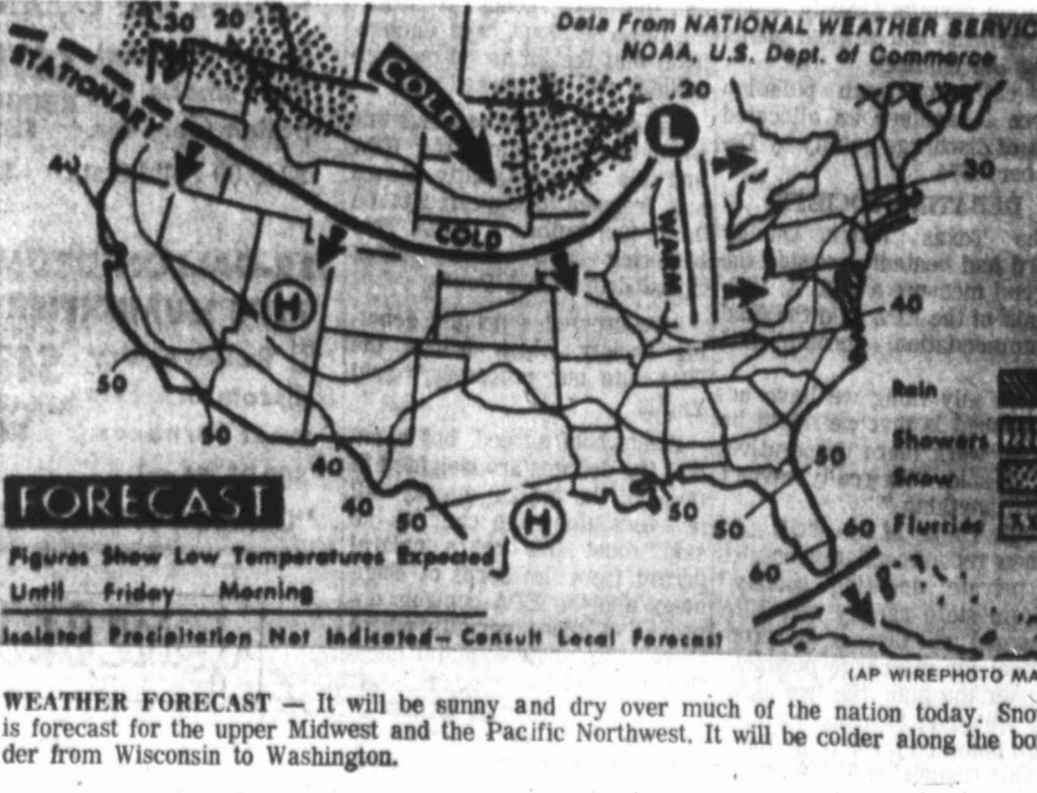 Data From NATIONAL WEATHER SERVIC
NOAA, U.S. Dept. of Commerce
30 20
STATIONARY
COLD
20
L
40
30
COLD
WARM
H
40
50
Rain
50
Showers
40
50
Snow
FORECAST
40
50
H
50
50
60
Flurries
Figures Show Low Temperatures Expected
60
Until Friday Morning
Isolated Precipitation Not Indicated— Consult Local Forecast
(AP WIREPHOTO MA
WEATHER FORECAST — It will be sunny and dry over much of the nation today. Sno
is forecast for the upper Midwest and the Pacific Northwest. It will be colder along the bo
der from Wisconsin to Washington.